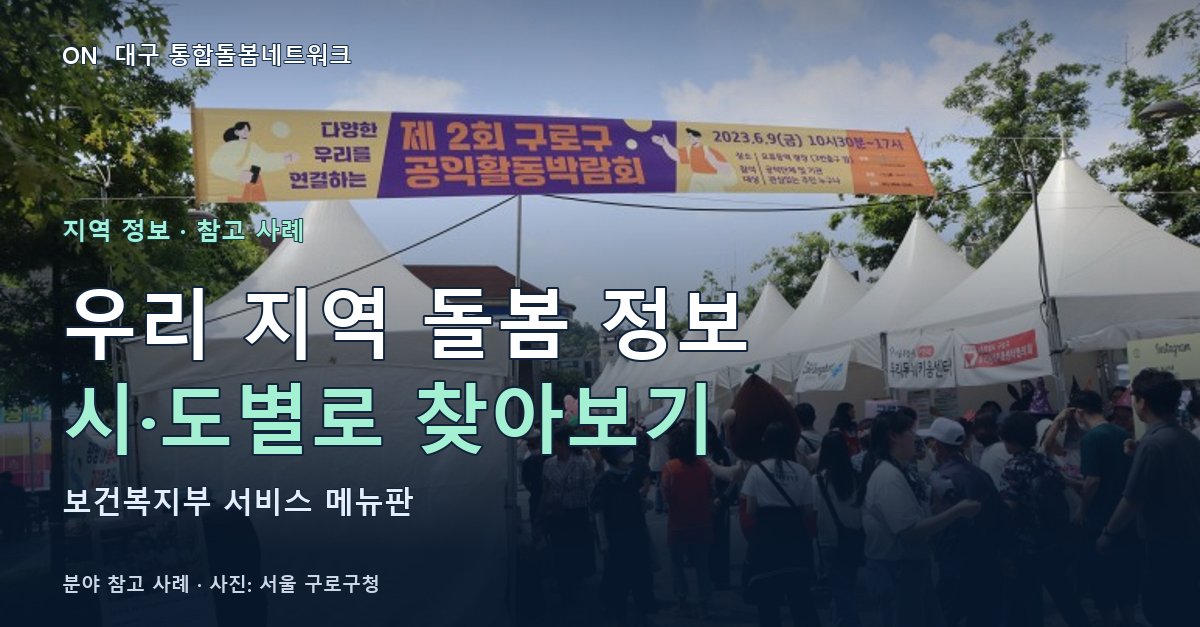 ON 대구 통합돌봄네트워크
다양한
우리를
연결하는
제 2회 구로구
공익활동박람회
2023.6.9(금) 10시30분~17시
지역 정보 · 참고 사례
우리 지역 돌봄 정보
시·도별로 찾아보기
보건복지부 서비스 메뉴판
분야 참고 사례 · 사진: 서울 구로구청
Instagram